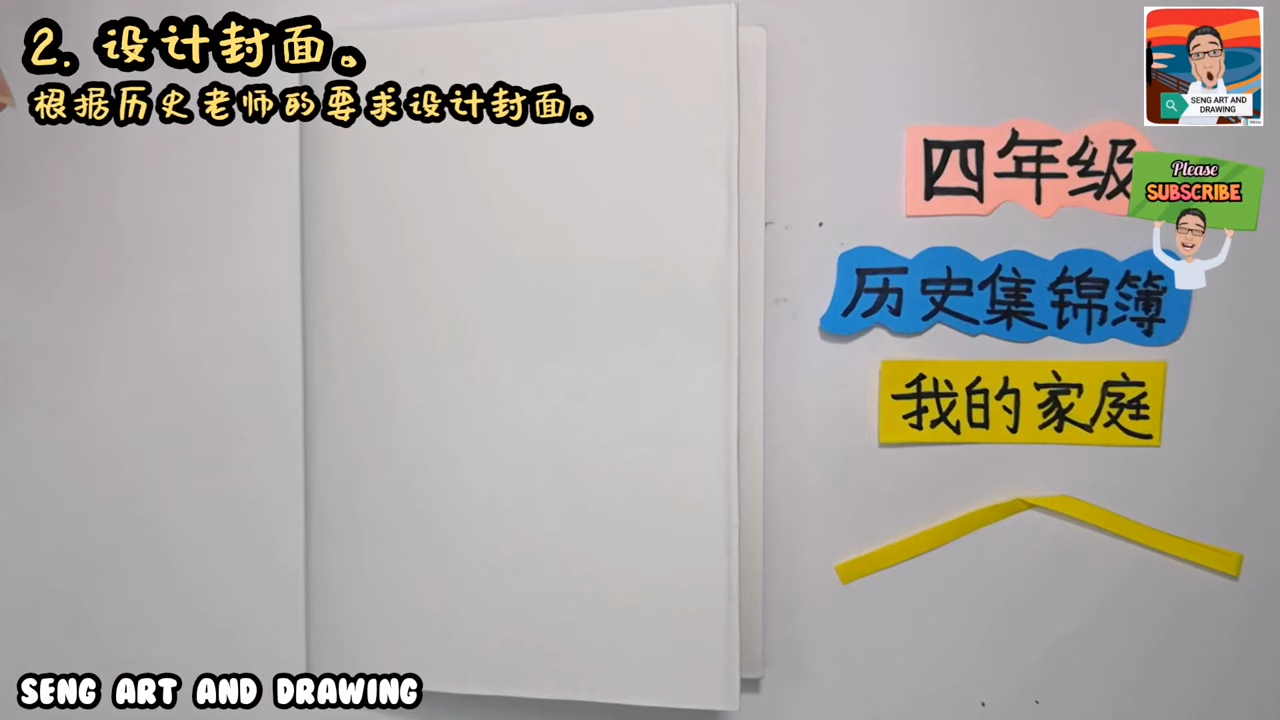 2. 设计封面。
根据历史老师的要求设计封面。
SENG ART AND
DRAWING
四年级
Please
SUBSCRIBE
历史集锦簿
我的家庭
SENG ART AND DRAWING